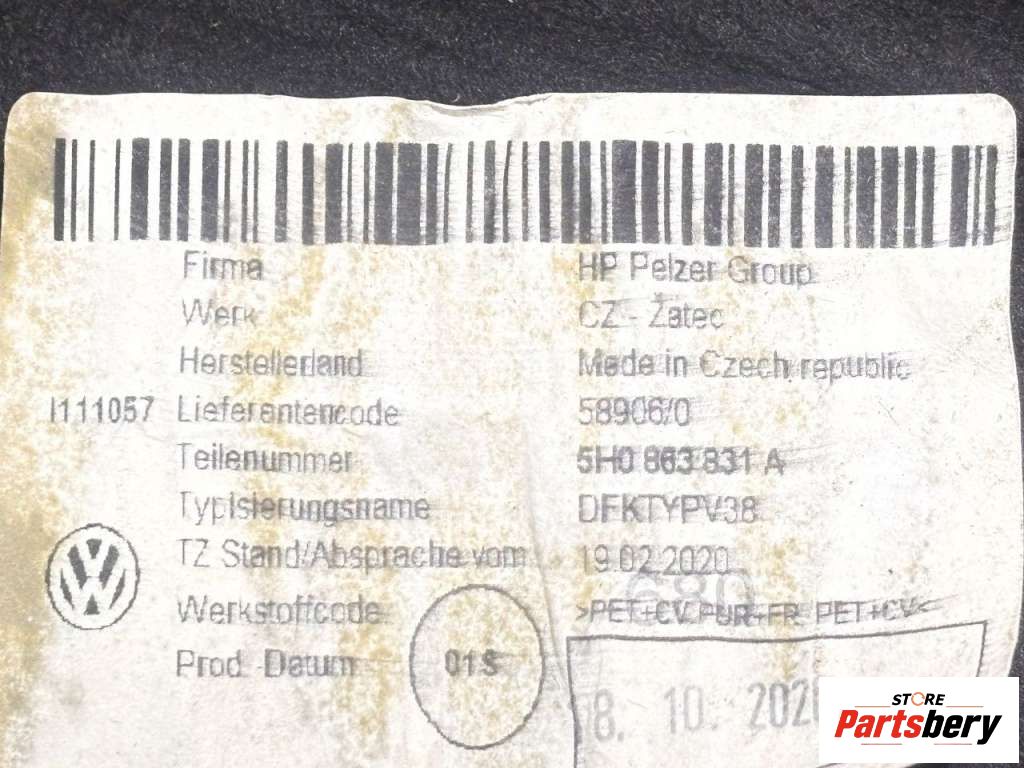 Firma HP Pelzer Group
Werk CZ - Žatec
Herstellerland Made in Czech republic
I111057 Lieferantencode 58906/0
Teilenummer 5H0 863 831 A
Typisierungsname DFKTYPV38
TZ Stand/Absprache vom 19.02.2020
680
Werkstoffcode >PET+CV. PUR+FR. PET+CV<
Prod.-Datum 01S
8. 10. 2020
STORE
Partsbery